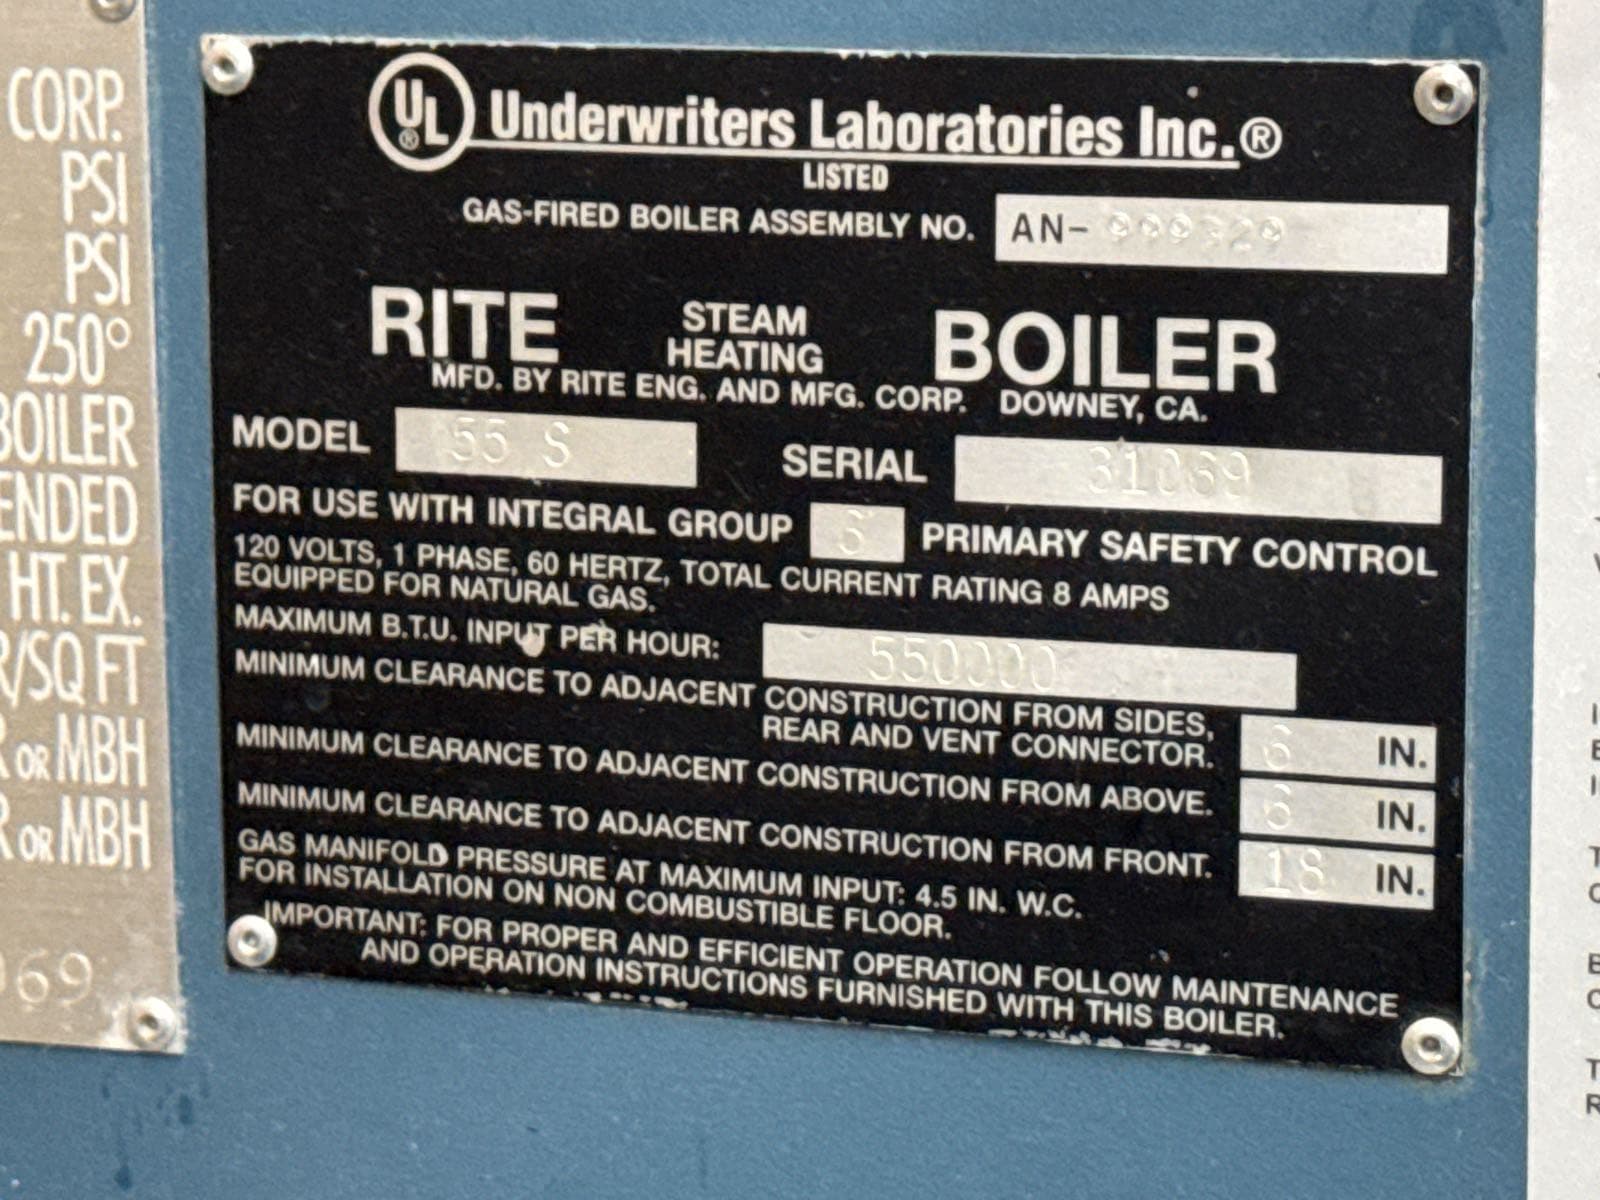 CORP.
PSI
PSI
250°
BOILER
ENDED
HT. EX.
R/SQ FT
R OR MBH
R OR MBH
069
UL® Underwriters Laboratories Inc.®
LISTED
GAS-FIRED BOILER ASSEMBLY NO. AN-
RITE STEAM HEATING BOILER
MFD. BY RITE ENG. AND MFG. CORP. DOWNEY, CA.
MODEL 55 S SERIAL 31069
FOR USE WITH INTEGRAL GROUP PRIMARY SAFETY CONTROL
120 VOLTS, 1 PHASE, 60 HERTZ, TOTAL CURRENT RATING 8 AMPS
EQUIPPED FOR NATURAL GAS.
MAXIMUM B.T.U. INPUT PER HOUR: 550000
MINIMUM CLEARANCE TO ADJACENT CONSTRUCTION FROM SIDES,
REAR AND VENT CONNECTOR. 6 IN.
MINIMUM CLEARANCE TO ADJACENT CONSTRUCTION FROM ABOVE. 6 IN.
MINIMUM CLEARANCE TO ADJACENT CONSTRUCTION FROM FRONT. 18 IN.
GAS MANIFOLD PRESSURE AT MAXIMUM INPUT: 4.5 IN. W.C.
FOR INSTALLATION ON NON COMBUSTIBLE FLOOR.
IMPORTANT: FOR PROPER AND EFFICIENT OPERATION FOLLOW MAINTENANCE
AND OPERATION INSTRUCTIONS FURNISHED WITH THIS BOILER.